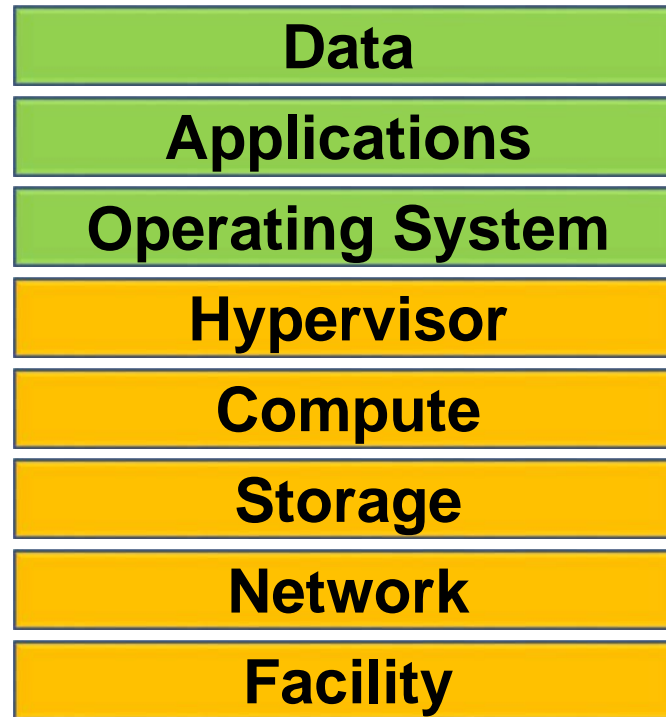 Data
Applications
Operating System
Hypervisor
Compute
Storage
Network
Facility